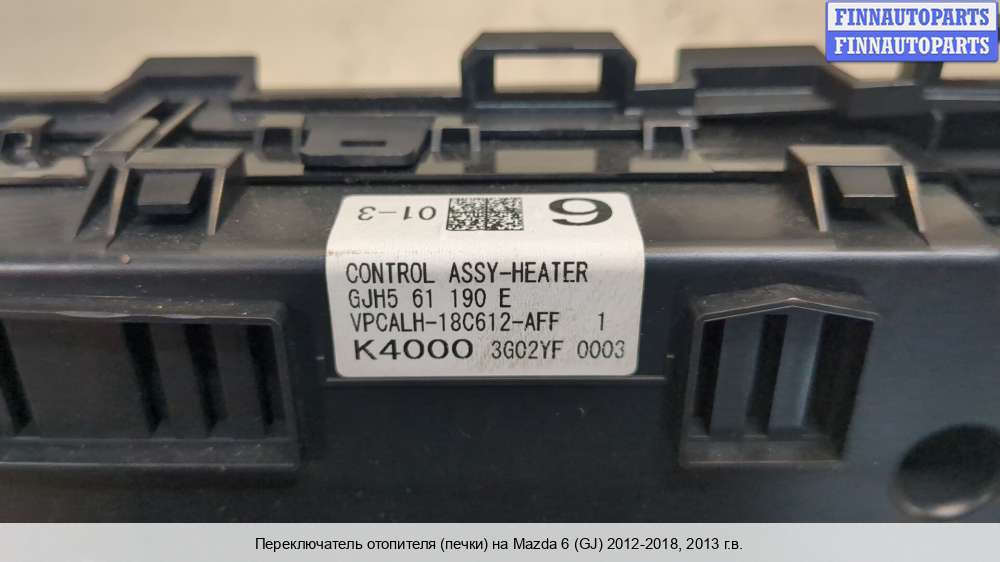 FINNAUTOPARTS
FINNAUTOPARTS
01-3
6
CONTROL ASSY-HEATER
GJH5 61 190 E
VPCALH-18C612-AFF 1
K4000 3G02YF 0003
Переключатель отопителя (печки) на Mazda 6 (GJ) 2012-2018, 2013 г.в.